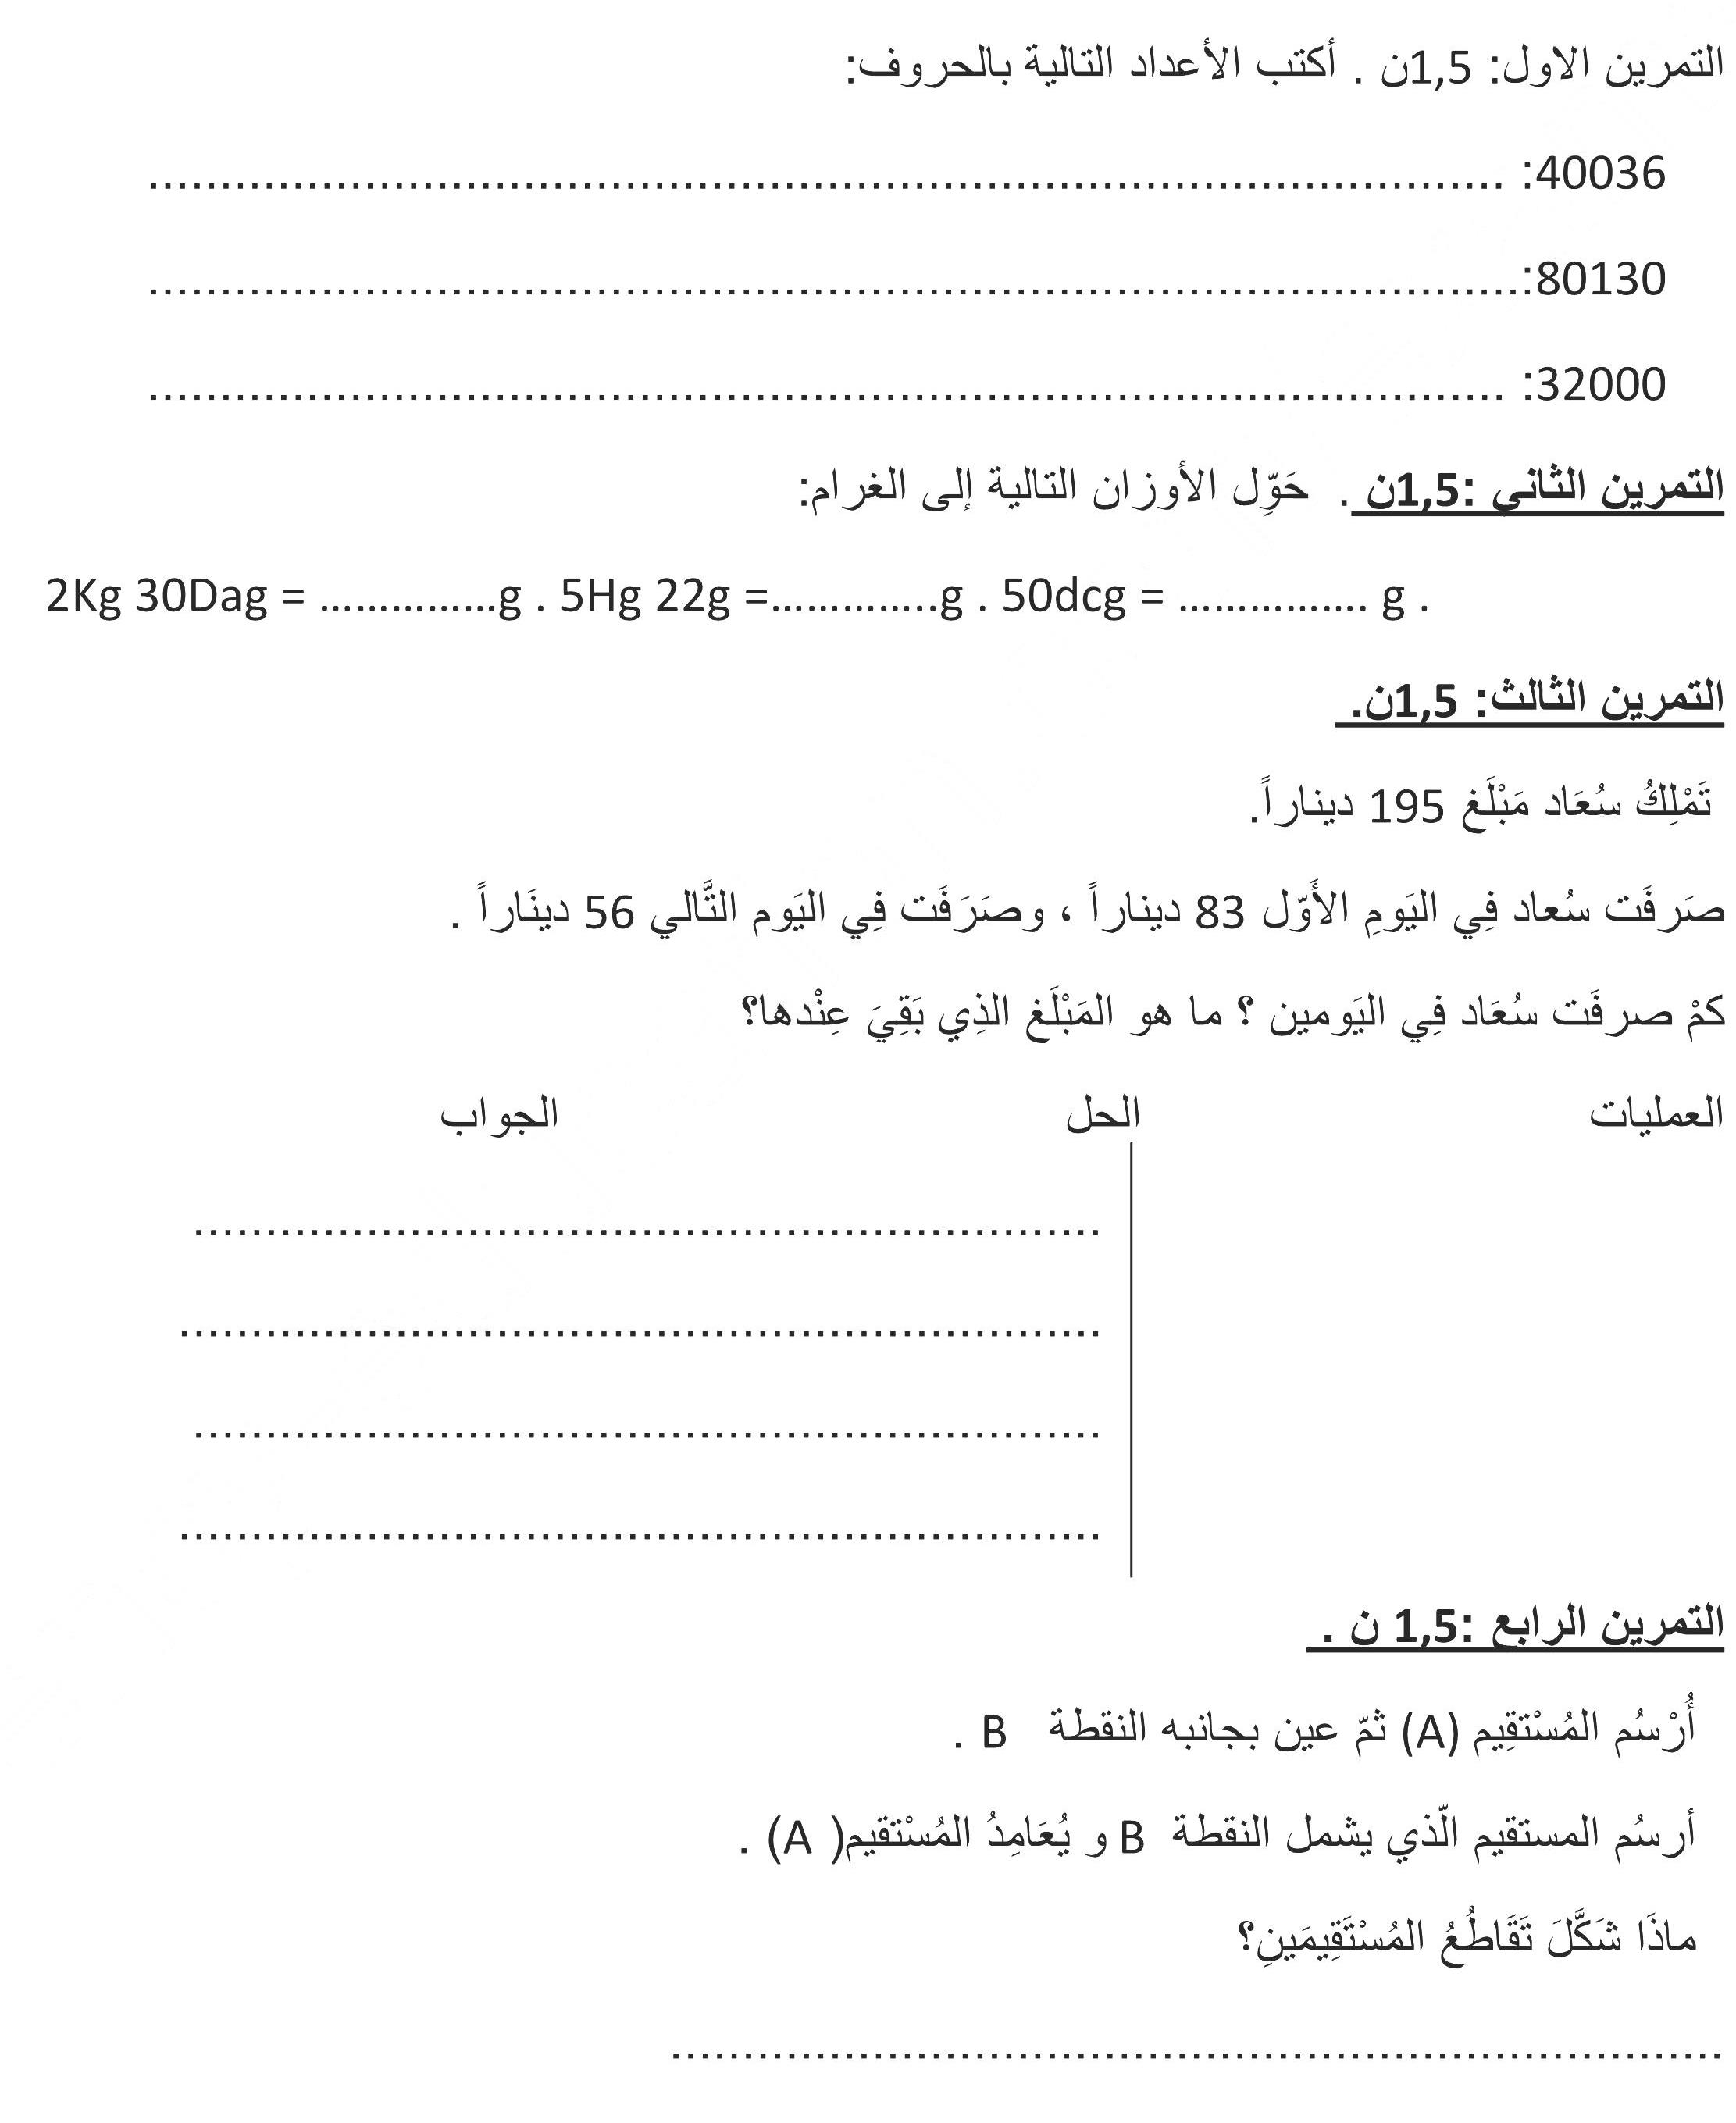 التمرين الاول: 1,5ن . أكتب الأعداد التالية بالحروف:
40036: ..........................................................................................
80130:...........................................................................................
32000: ..........................................................................................
التمرين الثاني :1,5ن . حَوِّل الأوزان التالية إلى الغرام:
2Kg 30Dag = ...............g . 5Hg 22g =..............g . 50dcg = ................ g .
التمرين الثالث: 1,5ن.
تَمْلِكُ سُعَاد مَبْلَغ 195 ديناراً.
صَرَفَت سُعاد فِي اليَومِ الأَوّل 83 ديناراً ، وصَرَفَت فِي اليَوم التَّالي 56 دينَاراً .
كمْ صرفَت سُعَاد فِي اليَومين ؟ ما هو المَبْلَغ الذِي بَقِيَ عِنْدها؟
العمليات الحل الجواب
.............................................................
..............................................................
.............................................................
..............................................................
التمرين الرابع :1,5 ن .
أُرْسُم المُسْتقِيم (A) ثمّ عين بجانبه النقطة B .
أرسُم المستقيم الّذي يشمل النقطة B و يُعَامِدُ المُسْتقيم( A) .
ماذَا شَكَّلَ تَقَاطُعُ المُسْتَقِيمَينِ؟
......................................................................